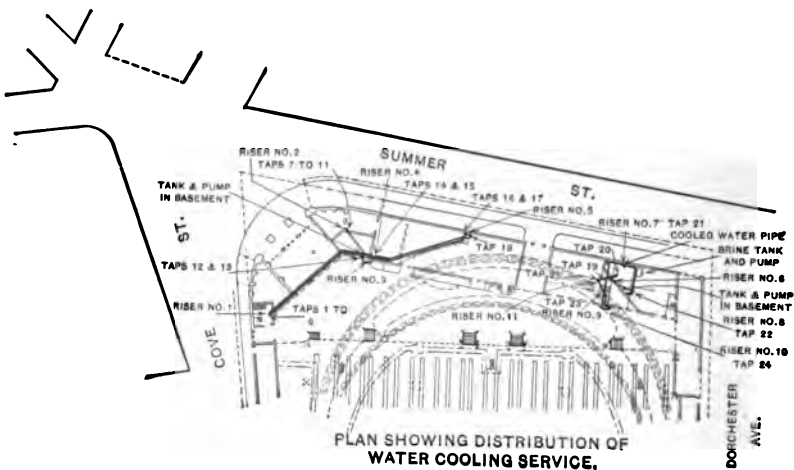 RISER NO.2
TAPS 7 TO 11
SUMMER
RISER NO.4
TAPS 14 & 15
TAPS 16 & 17
ST.
TANK & PUMP
IN BASEMENT
RISER NO.5
RISER NO.7 TAP 21
COOLED WATER PIPE
ST.
TAP 18
TAP 20
BRINE TANK
AND PUMP
TAPS 12 & 13
TAP 19
RISER NO.3
RISER NO.6
TANK & PUMP
IN BASEMENT
RISER NO.1
TAPS 1 TO
6
TAP 23
RISER NO.11
RISER NO.9
RISER NO.8
TAP 22
COVE
RISER NO.10
TAP 24
DORCHESTER
AVE.
PLAN SHOWING DISTRIBUTION OF
WATER COOLING SERVICE.